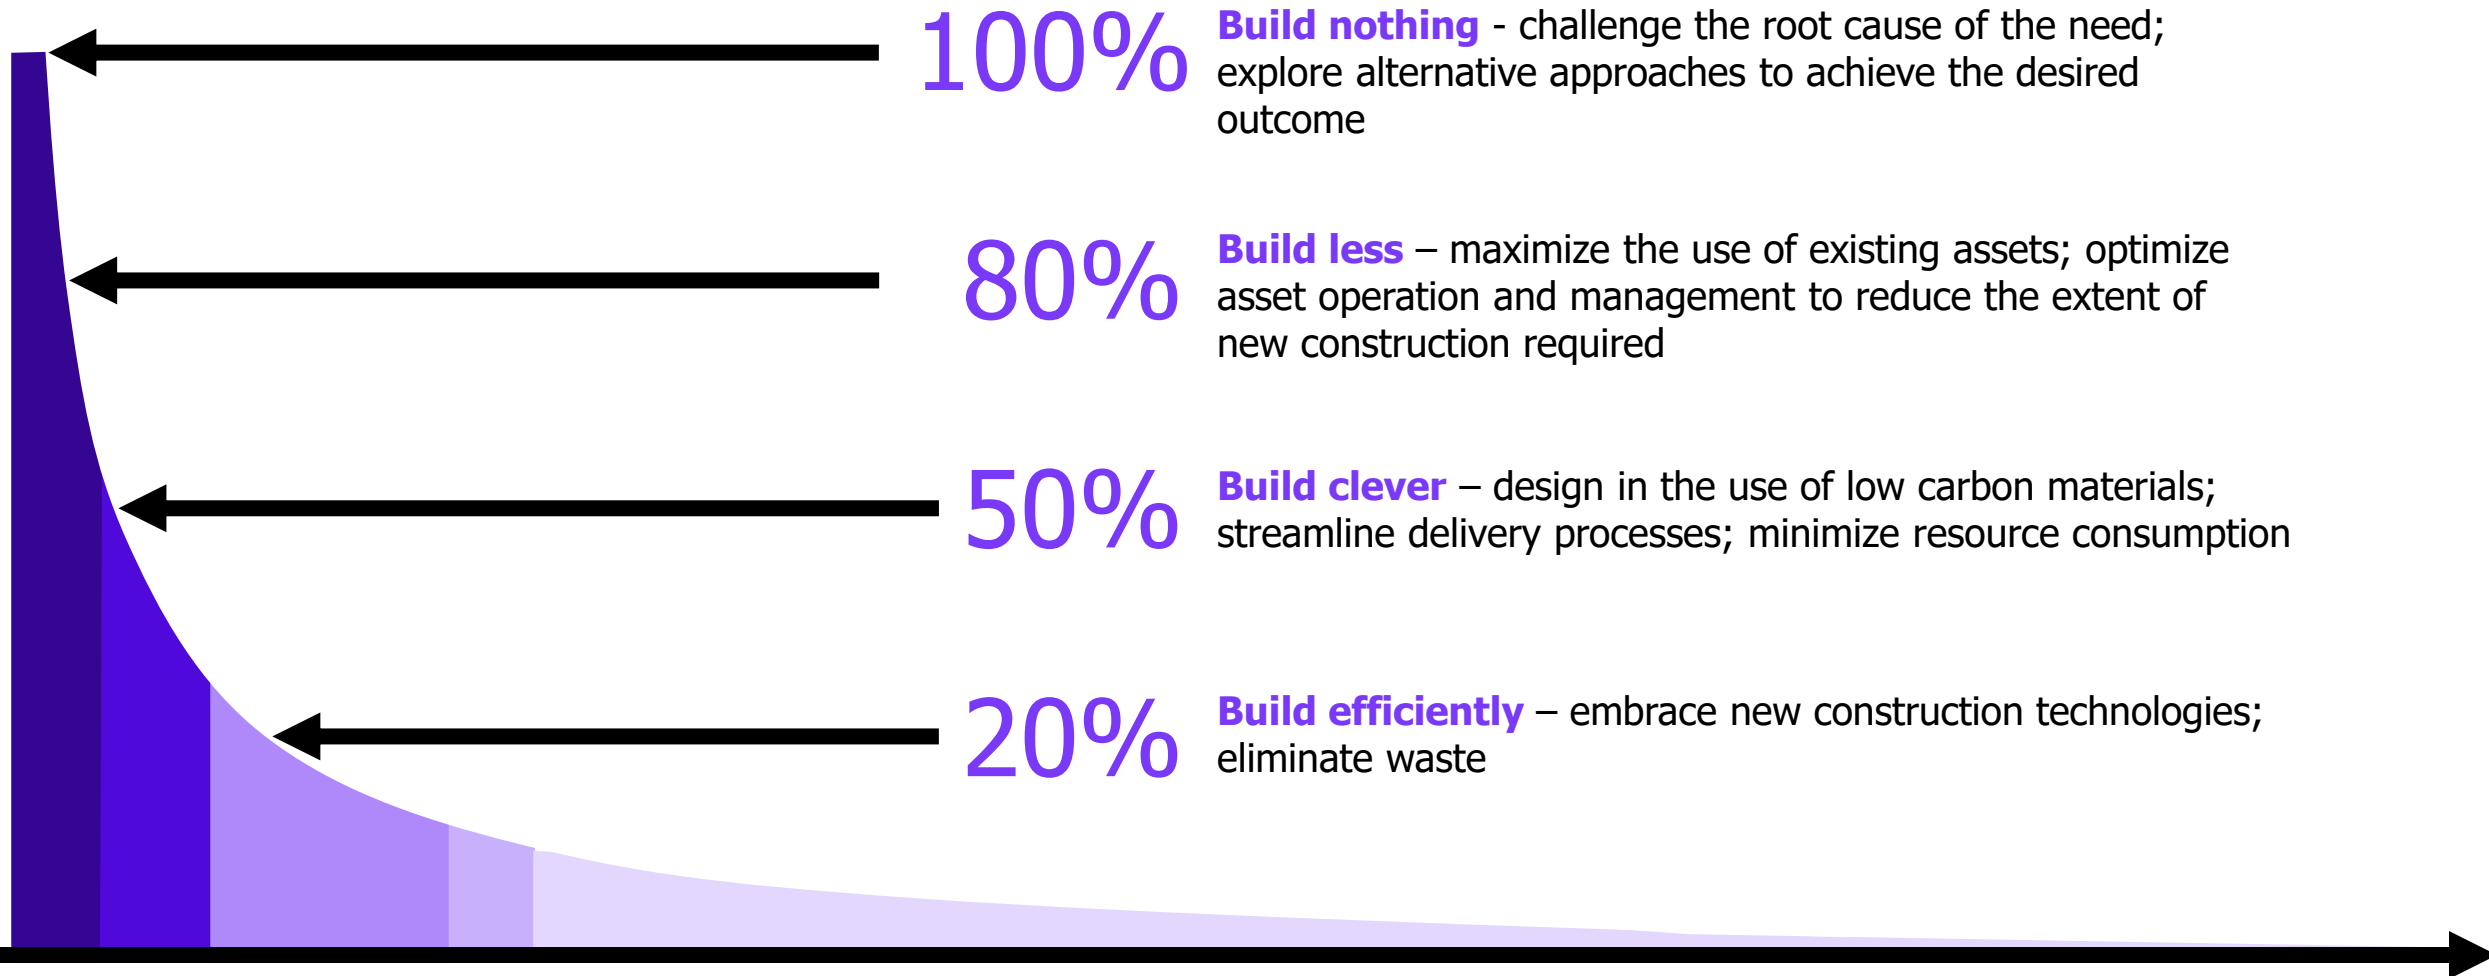 100%
Build nothing - challenge the root cause of the need;
explore alternative approaches to achieve the desired
outcome
80%
Build less – maximize the use of existing assets; optimize
asset operation and management to reduce the extent of
new construction required
50%
Build clever – design in the use of low carbon materials;
streamline delivery processes; minimize resource consumption
20%
Build efficiently – embrace new construction technologies;
eliminate waste